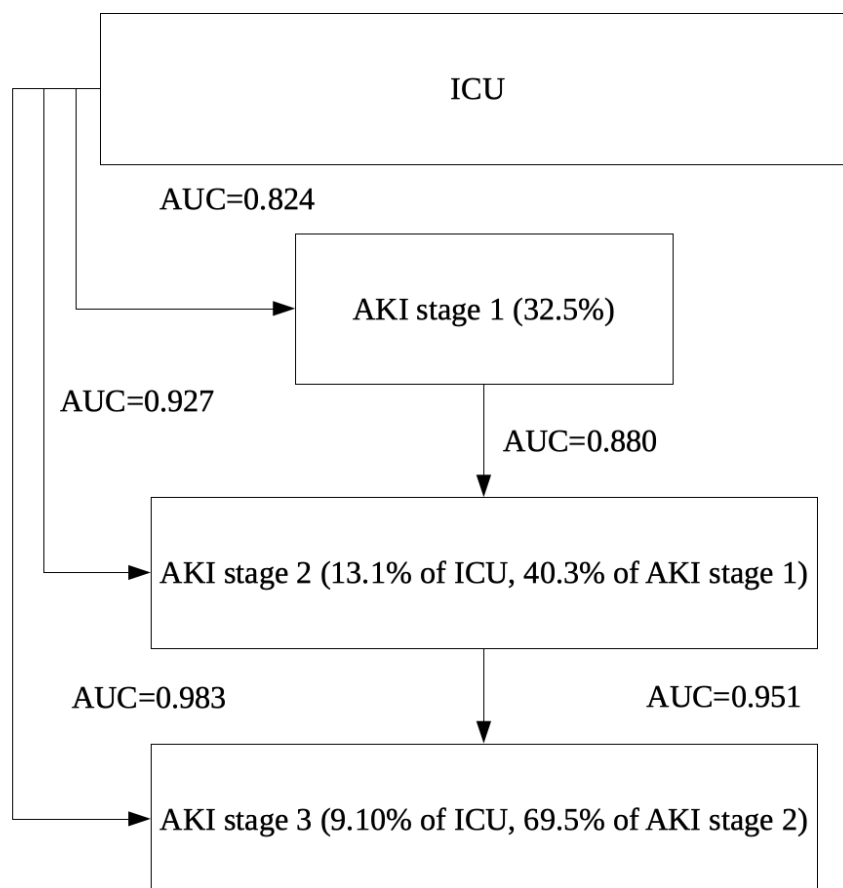 ICU
AUC=0.824
AKI stage 1 (32.5%)
AUC=0.927
AUC=0.880
AKI stage 2 (13.1% of ICU, 40.3% of AKI stage 1)
AUC=0.983
AUC=0.951
AKI stage 3 (9.10% of ICU, 69.5% of AKI stage 2)